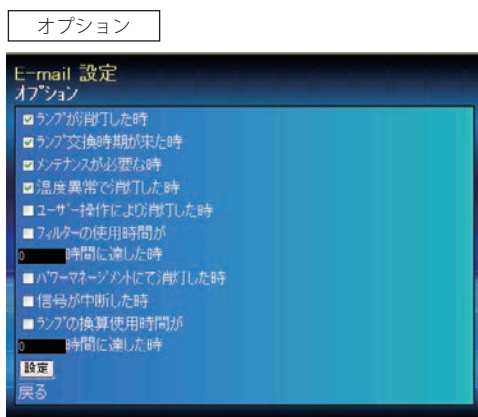 オプション
E-mail 設定
オプション
ランプが消灯した時
ランプ交換時期が来た時
メンテナンスが必要な時
温度異常で消灯した時
ユーザー操作により消灯した時
フィルターの使用時間が
0 時間に達した時
パワーマネージメントにて消灯した時
信号が中断した時
ランプの換算使用時間が
0 時間に達した時
設定
戻る